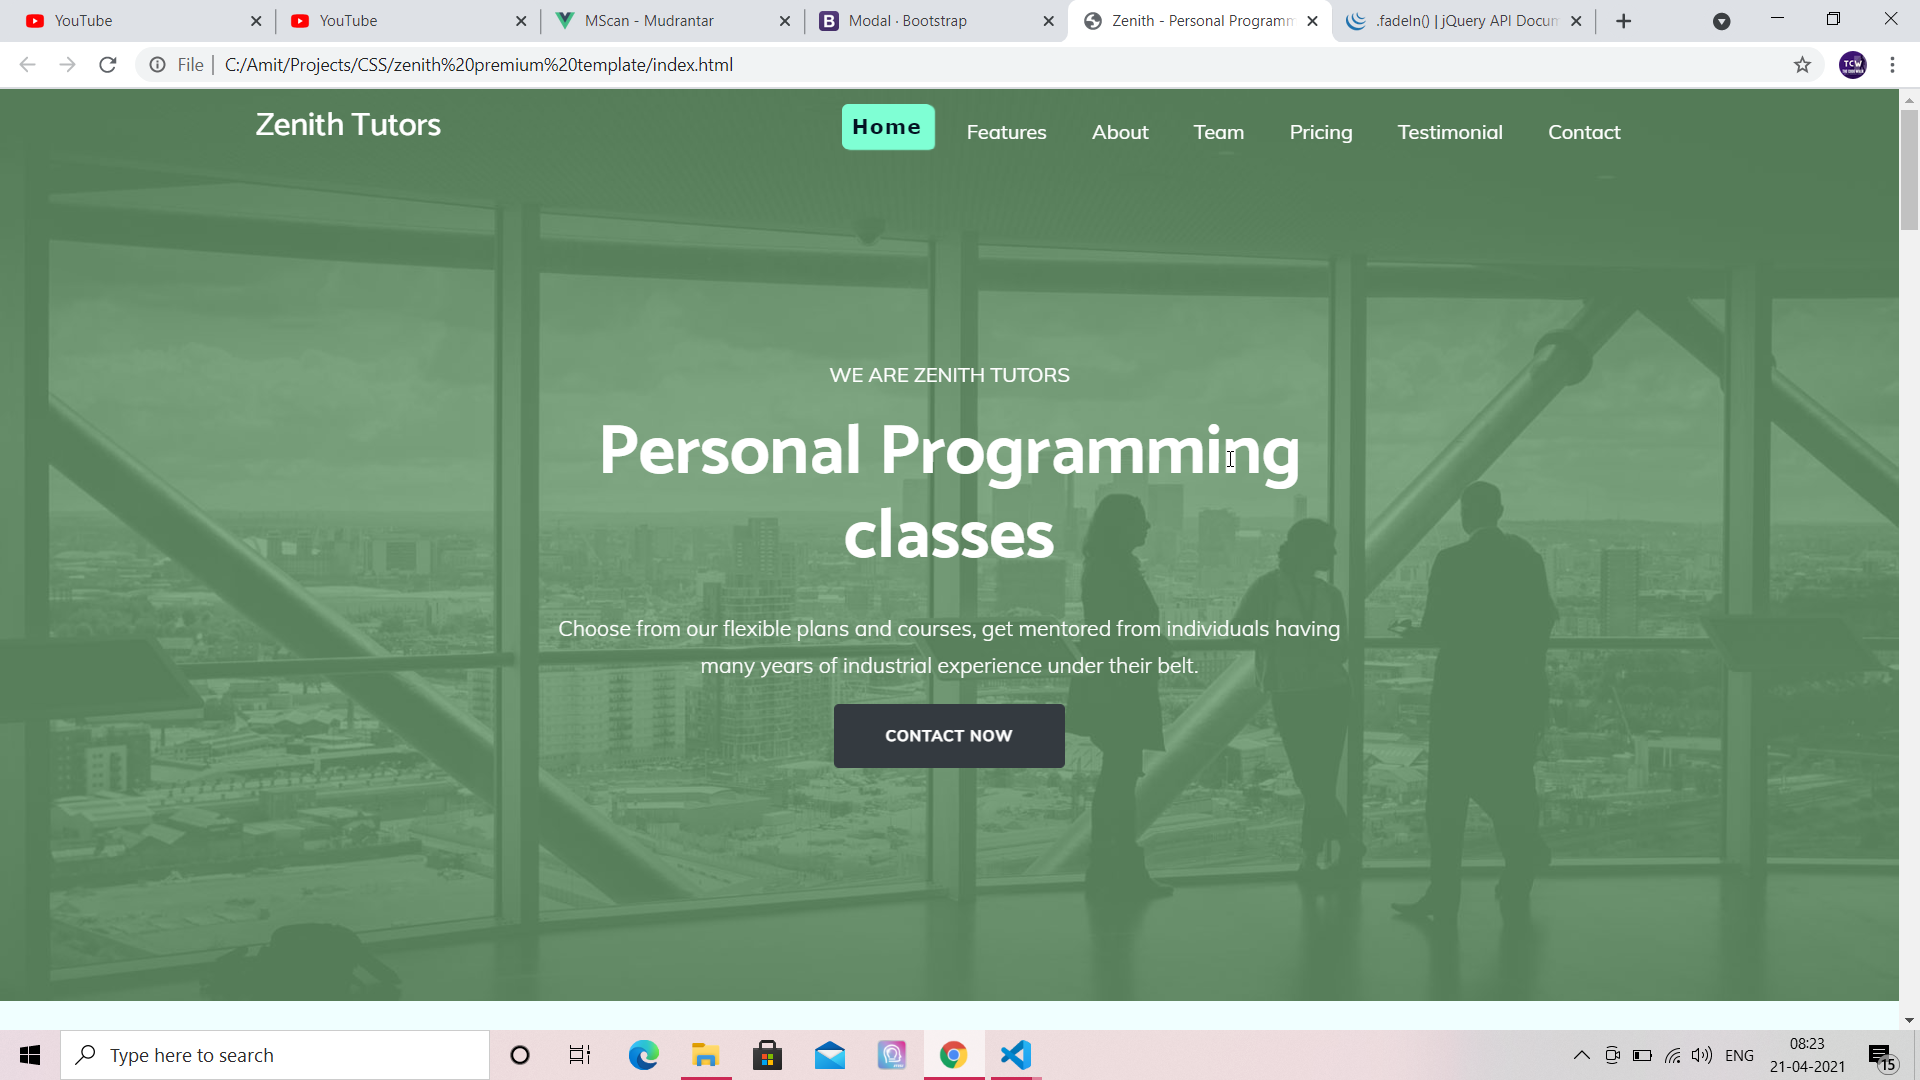 YouTube
YouTube
MScan - Mudrantar
Modal · Bootstrap
Zenith - Personal Programm
.fadeIn() | jQuery API Docum
File
C:/Amit/Projects/CSS/zenith%20premium%20template/index.html
TCW
Zenith Tutors
Home
Features
About
Team
Pricing
Testimonial
Contact
WE ARE ZENITH TUTORS
Personal Programming
classes
Choose from our flexible plans and courses, get mentored from individuals having
many years of industrial experience under their belt.
CONTACT NOW
Type here to search
ENG
08:23
21-04-2021
15